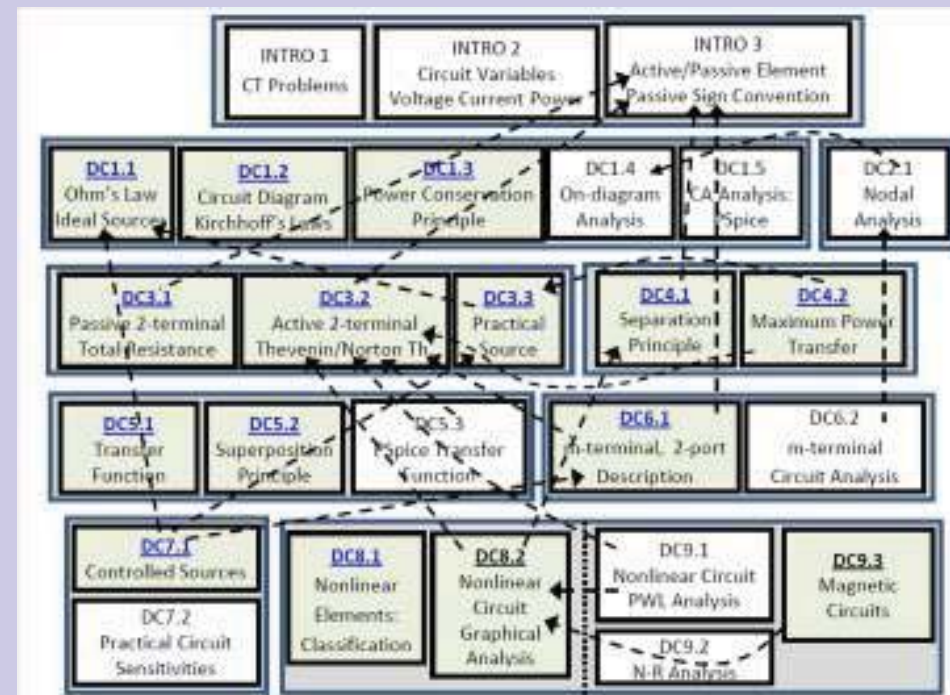 INTRO 1
CT Problems
INTRO 2
Circuit Variables
Voltage Current Power
INTRO 3
Active/Passive Element
Passive Sign Convention
DC1.1
Ohm's Law
Ideal Sources
DC1.2
Circuit Diagram
Kirchhoff's Laws
DC1.3
Power Conservation
Principle
DC1.4
On-diagram
Analysis
DC1.5
CA Analysis:
PSpice
DC2.1
Nodal
Analysis
DC3.1
Passive 2-terminal
Total Resistance
DC3.2
Active 2-terminal
Thevenin/Norton Th.
DC3.3
Practical
Source
DC4.1
Separation
Principle
DC4.2
Maximum Power
Transfer
DC5.1
Transfer
Function
DC5.2
Superposition
Principle
DC5.3
PSpice Transfer
Function
DC6.1
m-terminal, 2-port
Description
DC6.2
m-terminal
Circuit Analysis
DC7.1
Controlled Sources
DC7.2
Practical Circuit
Sensitivities
DC8.1
Nonlinear
Elements:
Classification
DC8.2
Nonlinear
Circuit
Graphical
Analysis
DC9.1
Nonlinear Circuit
PWL Analysis
DC9.2
N-R Analysis
DC9.3
Magnetic
Circuits